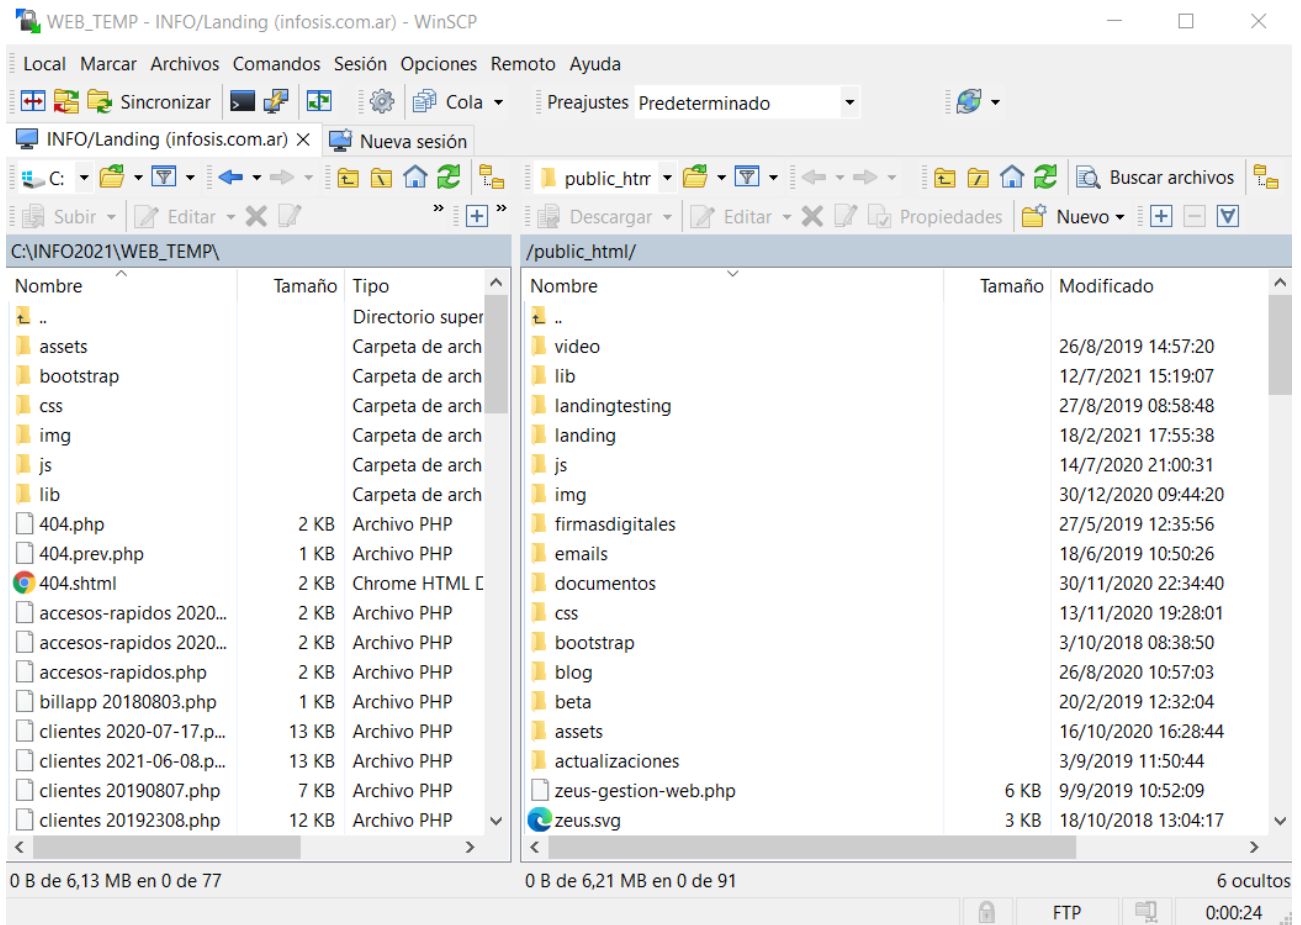 WEB_TEMP - INFO/Landing (infosis.com.ar) - WinSCP
Local Marcar Archivos Comandos Sesión Opciones Remoto Ayuda
Sincronizar Cola Preajustes Predeterminado
INFO/Landing (infosis.com.ar) Nueva sesión
C: public_htm Buscar archivos
Subir Editar » » Descargar Editar Propiedades Nuevo
C:\INFO2021\WEB_TEMP\
Nombre Tamaño Tipo
.. Directorio super
assets Carpeta de arch
bootstrap Carpeta de arch
css Carpeta de arch
img Carpeta de arch
js Carpeta de arch
lib Carpeta de arch
404.php 2 KB Archivo PHP
404.prev.php 1 KB Archivo PHP
404.shtml 2 KB Chrome HTML D
accesos-rapidos 2020... 2 KB Archivo PHP
accesos-rapidos 2020... 2 KB Archivo PHP
accesos-rapidos.php 2 KB Archivo PHP
billapp 20180803.php 1 KB Archivo PHP
clientes 2020-07-17.p... 13 KB Archivo PHP
clientes 2021-06-08.p... 13 KB Archivo PHP
clientes 20190807.php 7 KB Archivo PHP
clientes 20192308.php 12 KB Archivo PHP
0 B de 6,13 MB en 0 de 77
/public_html/
Nombre Tamaño Modificado
..
video 26/8/2019 14:57:20
lib 12/7/2021 15:19:07
landingtesting 27/8/2019 08:58:48
landing 18/2/2021 17:55:38
js 14/7/2020 21:00:31
img 30/12/2020 09:44:20
firmasdigitales 27/5/2019 12:35:56
emails 18/6/2019 10:50:26
documentos 30/11/2020 22:34:40
css 13/11/2020 19:28:01
bootstrap 3/10/2018 08:38:50
blog 26/8/2020 10:57:03
beta 20/2/2019 12:32:04
assets 16/10/2020 16:28:44
actualizaciones 3/9/2019 11:50:44
zeus-gestion-web.php 6 KB 9/9/2019 10:52:09
zeus.svg 3 KB 18/10/2018 13:04:17
0 B de 6,21 MB en 0 de 91 6 ocultos
FTP 0:00:24